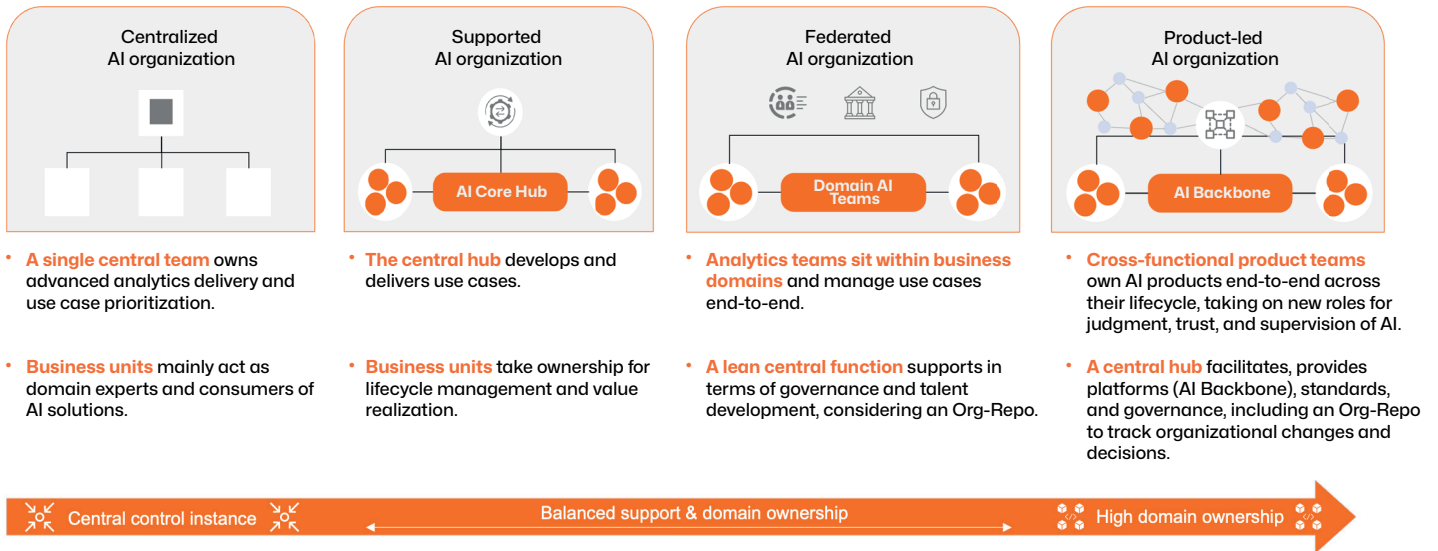 Centralized
AI organization
Supported
AI organization
AI Core Hub
Federated
AI organization
Domain AI
Teams
Product-led
AI organization
AI Backbone
• A single central team owns
advanced analytics delivery and
use case prioritization.
• Business units mainly act as
domain experts and consumers of
AI solutions.
• The central hub develops and
delivers use cases.
• Business units take ownership for
lifecycle management and value
realization.
• Analytics teams sit within business
domains and manage use cases
end-to-end.
• A lean central function supports in
terms of governance and talent
development, considering an Org-Repo.
• Cross-functional product teams
own AI products end-to-end across
their lifecycle, taking on new roles for
judgment, trust, and supervision of AI.
• A central hub facilitates, provides
platforms (AI Backbone), standards,
and governance, including an Org-Repo
to track organizational changes and
decisions.
Central control instance
Balanced support & domain ownership
High domain ownership